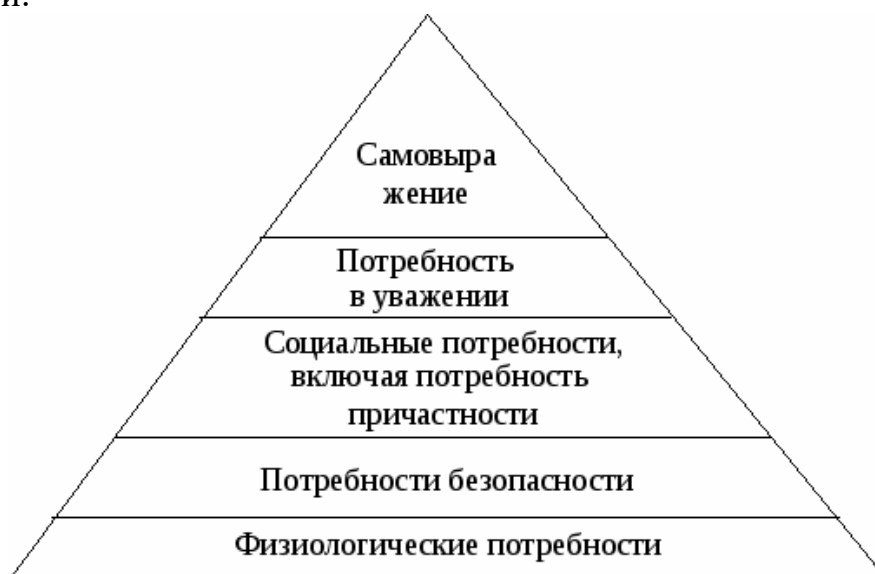 Самовыра
жение
Потребность
в уважении
Социальные потребности,
включая потребность
причастности
Потребности безопасности
Физиологические потребности